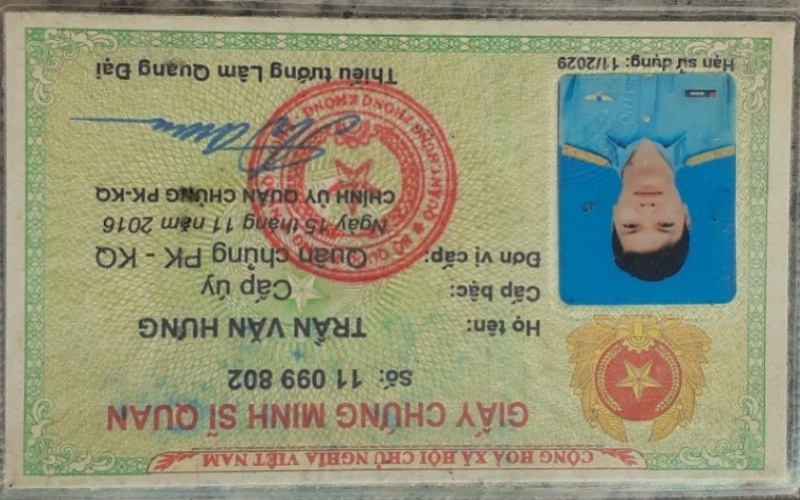 CỘNG HOÀ XÃ HỘI CHỦ NGHĨA VIỆT NAM
GIẤY CHỨNG MINH SĨ QUAN
Số: 11 099 802
Họ tên: TRẦN VĂN HƯNG
Cấp bậc: Cấp úy
Đơn vị cấp: Quân chủng PK - KQ
Ngày 15 tháng 11 năm 2016
CHÍNH ỦY QUÂN CHỦNG PK-KQ
Thiếu tướng Lâm Quang Đại
Hạn sử dụng: 11/2029